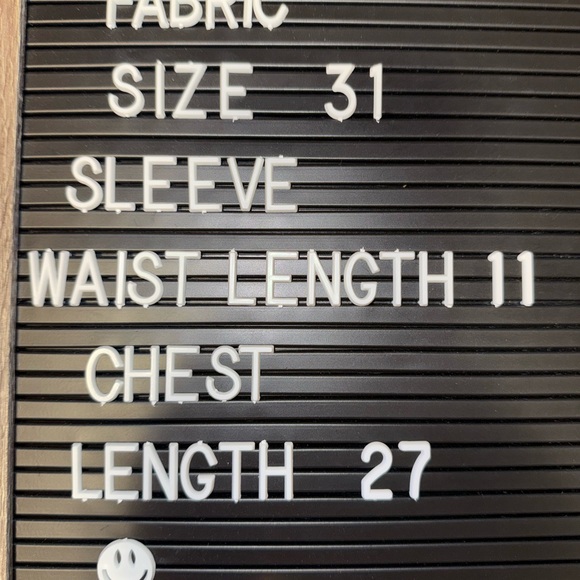 FABRIC
SIZE 31
SLEEVE
WAIST LENGTH 11
CHEST
LENGTH 27